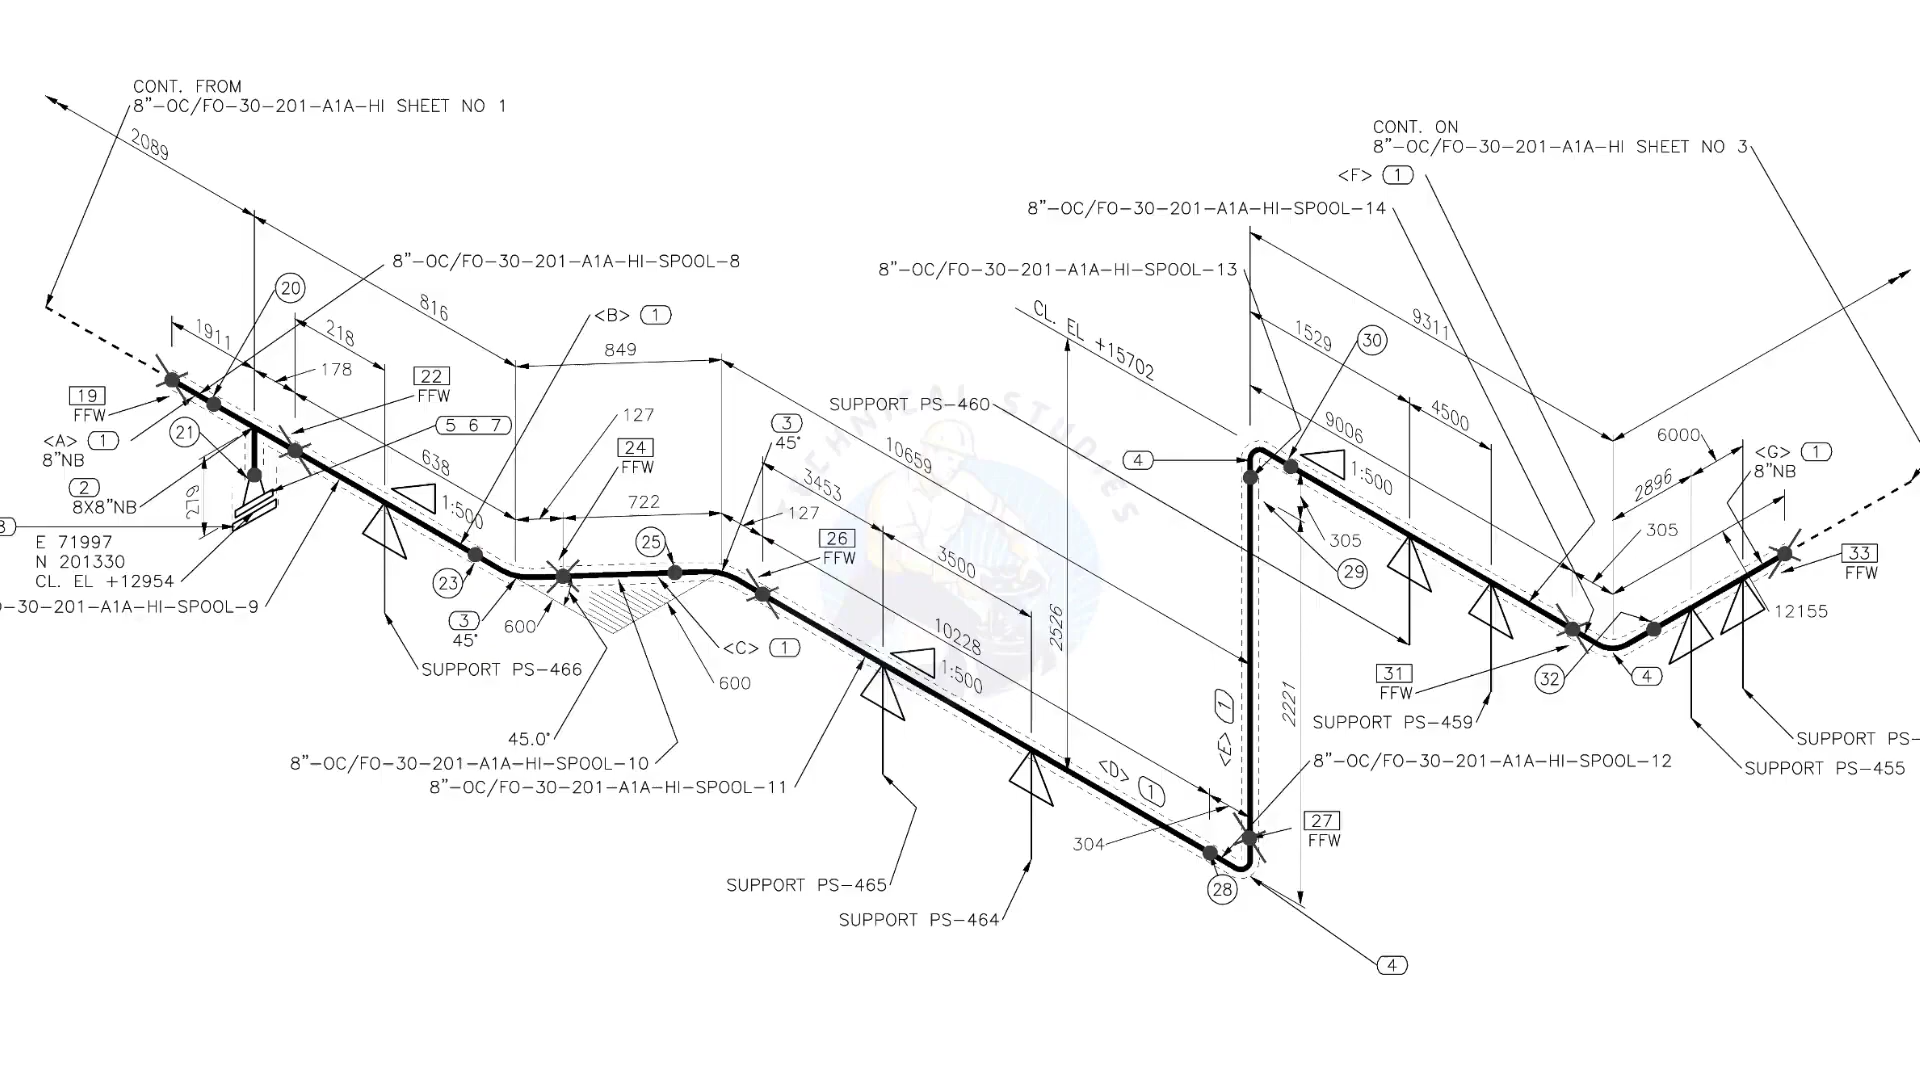 CONT. FROM
8"-OC/FO-30-201-A1A-HI SHEET NO 1
2089
CONT. ON
8"-OC/FO-30-201-A1A-HI SHEET NO 3
<F> 1
8"-OC/FO-30-201-A1A-HI-SPOOL-14
8"-OC/FO-30-201-A1A-HI-SPOOL-8
8"-OC/FO-30-201-A1A-HI-SPOOL-13
20
816
<B> 1
CL. EL +15702
9311
1911
218
849
1529
30
178
22
FFW
19
FFW
SUPPORT PS-460
4500
9006
127
3
45°
5 6 7
21
<A> 1
8"NB
24
FFW
638
10659
4
6000
<G> 1
8"NB
TECHNICAL STUDIES
1:500
3453
2896
2
8X8"NB
279
1:500
722
127
305
305
E 71997
N 201330
CL. EL +12954
25
26
FFW
3500
29
33
FFW
23
O-30-201-A1A-HI-SPOOL-9
3
45°
600
10228
2526
12155
<C> 1
SUPPORT PS-466
600
1:500
31
FFW
32
4
2221
<E> 1
SUPPORT PS-459
45.0°
SUPPORT PS-
8"-OC/FO-30-201-A1A-HI-SPOOL-10
8"-OC/FO-30-201-A1A-HI-SPOOL-12
SUPPORT PS-455
8"-OC/FO-30-201-A1A-HI-SPOOL-11
<D> 1
27
FFW
304
SUPPORT PS-465
28
SUPPORT PS-464
4